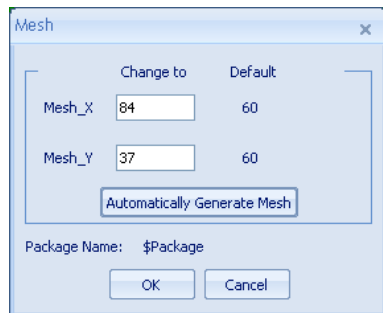 Mesh
Change to Default
Mesh_X 84 60
Mesh_Y 37 60
Automatically Generate Mesh
Package Name: $Package
OK Cancel